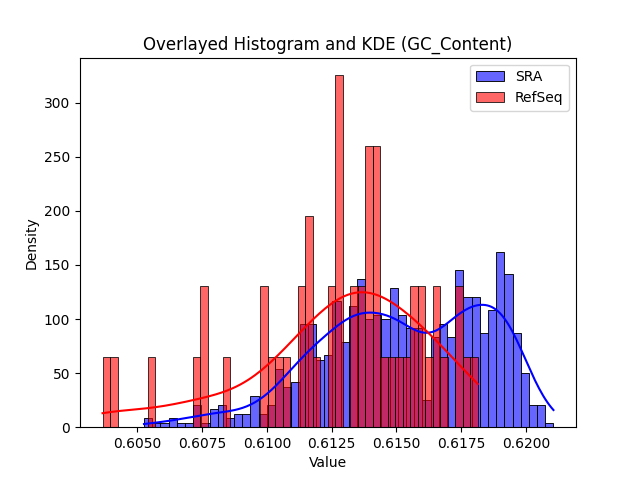 Overlayed Histogram and KDE (GC_Content)
SRA
RefSeq
300
250
200
150
100
50
0
Density
0.6050 0.6075 0.6100 0.6125 0.6150 0.6175 0.6200
Value